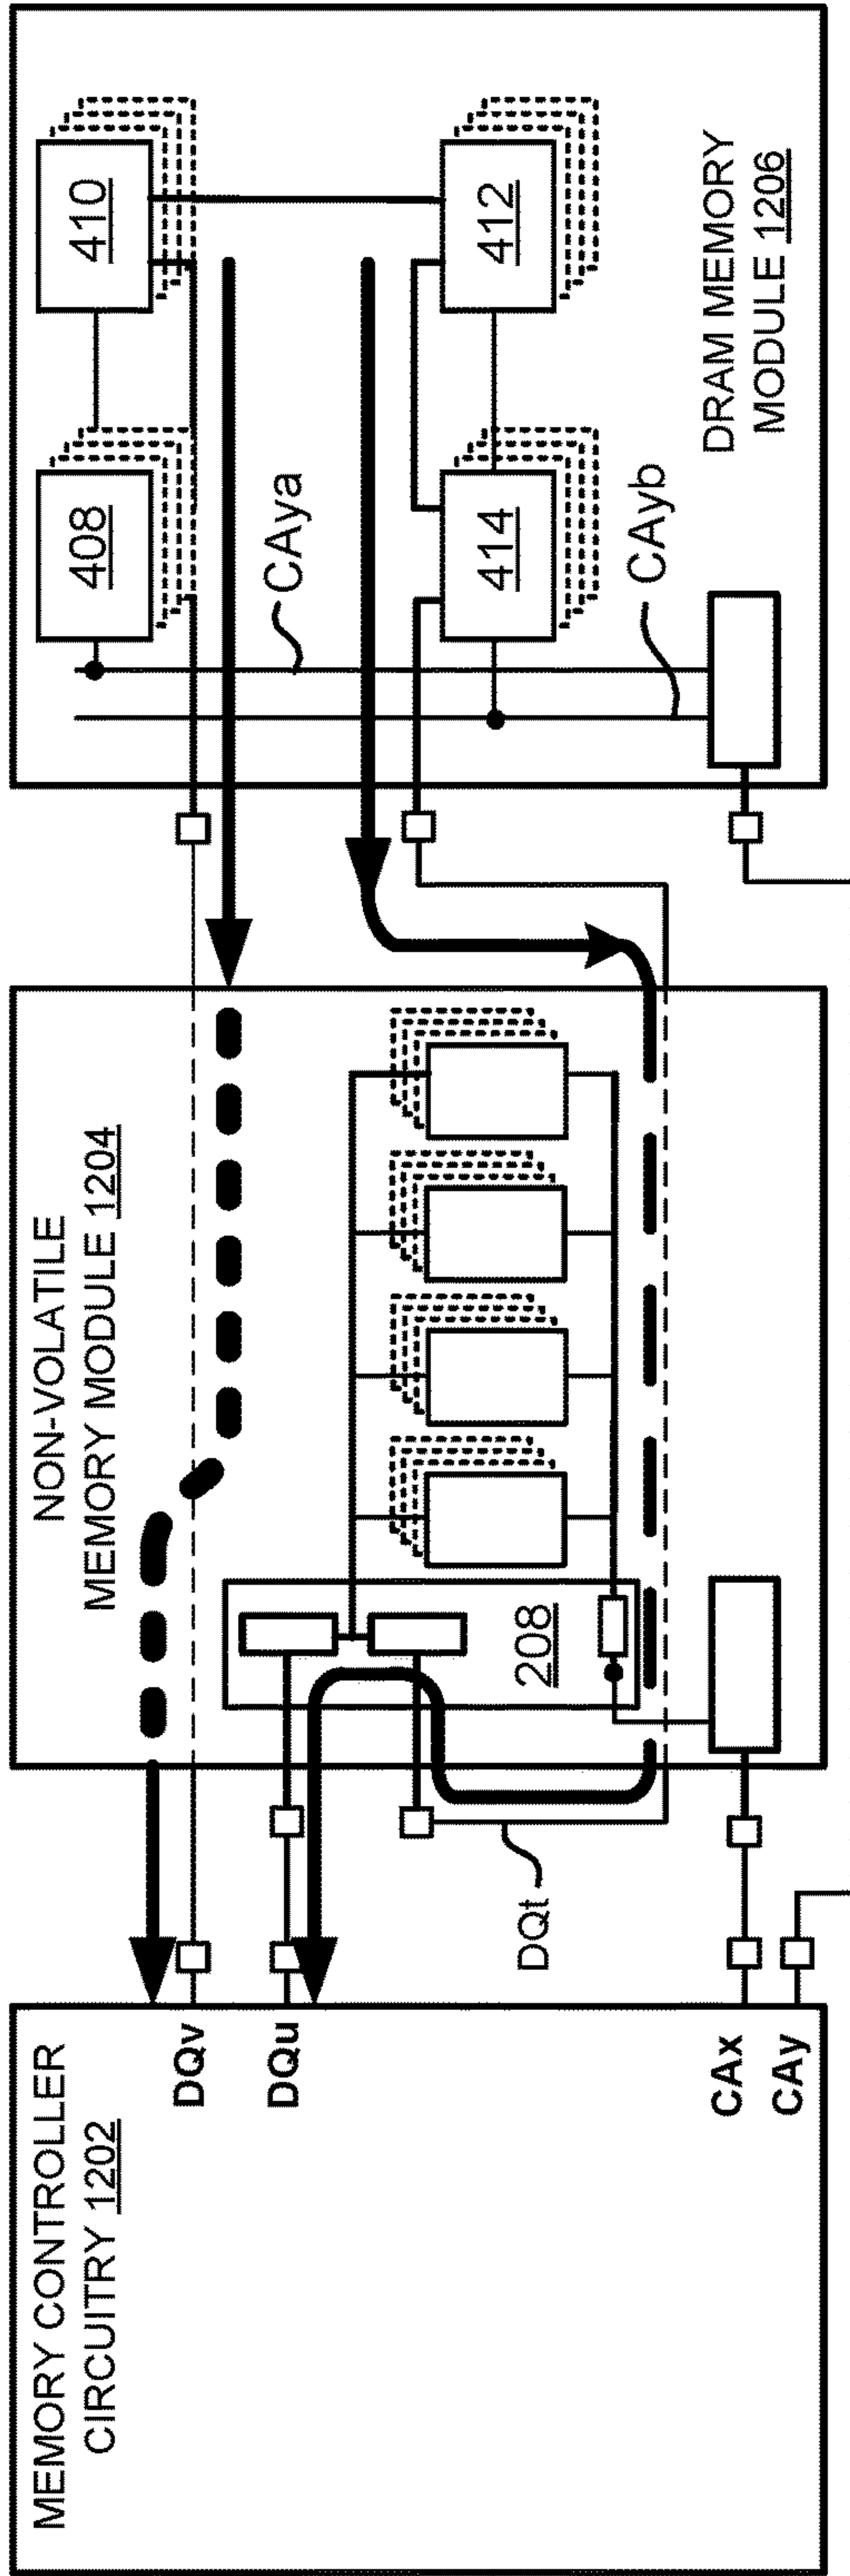 MEMORY CONTROLLER
CIRCUITRY 1202
DQv
DQu
CAx
CAy
NON-VOLATILE
MEMORY MODULE 1204
208
DQt
408
410
CAya
414
412
CAyb
DRAM MEMORY
MODULE 1206